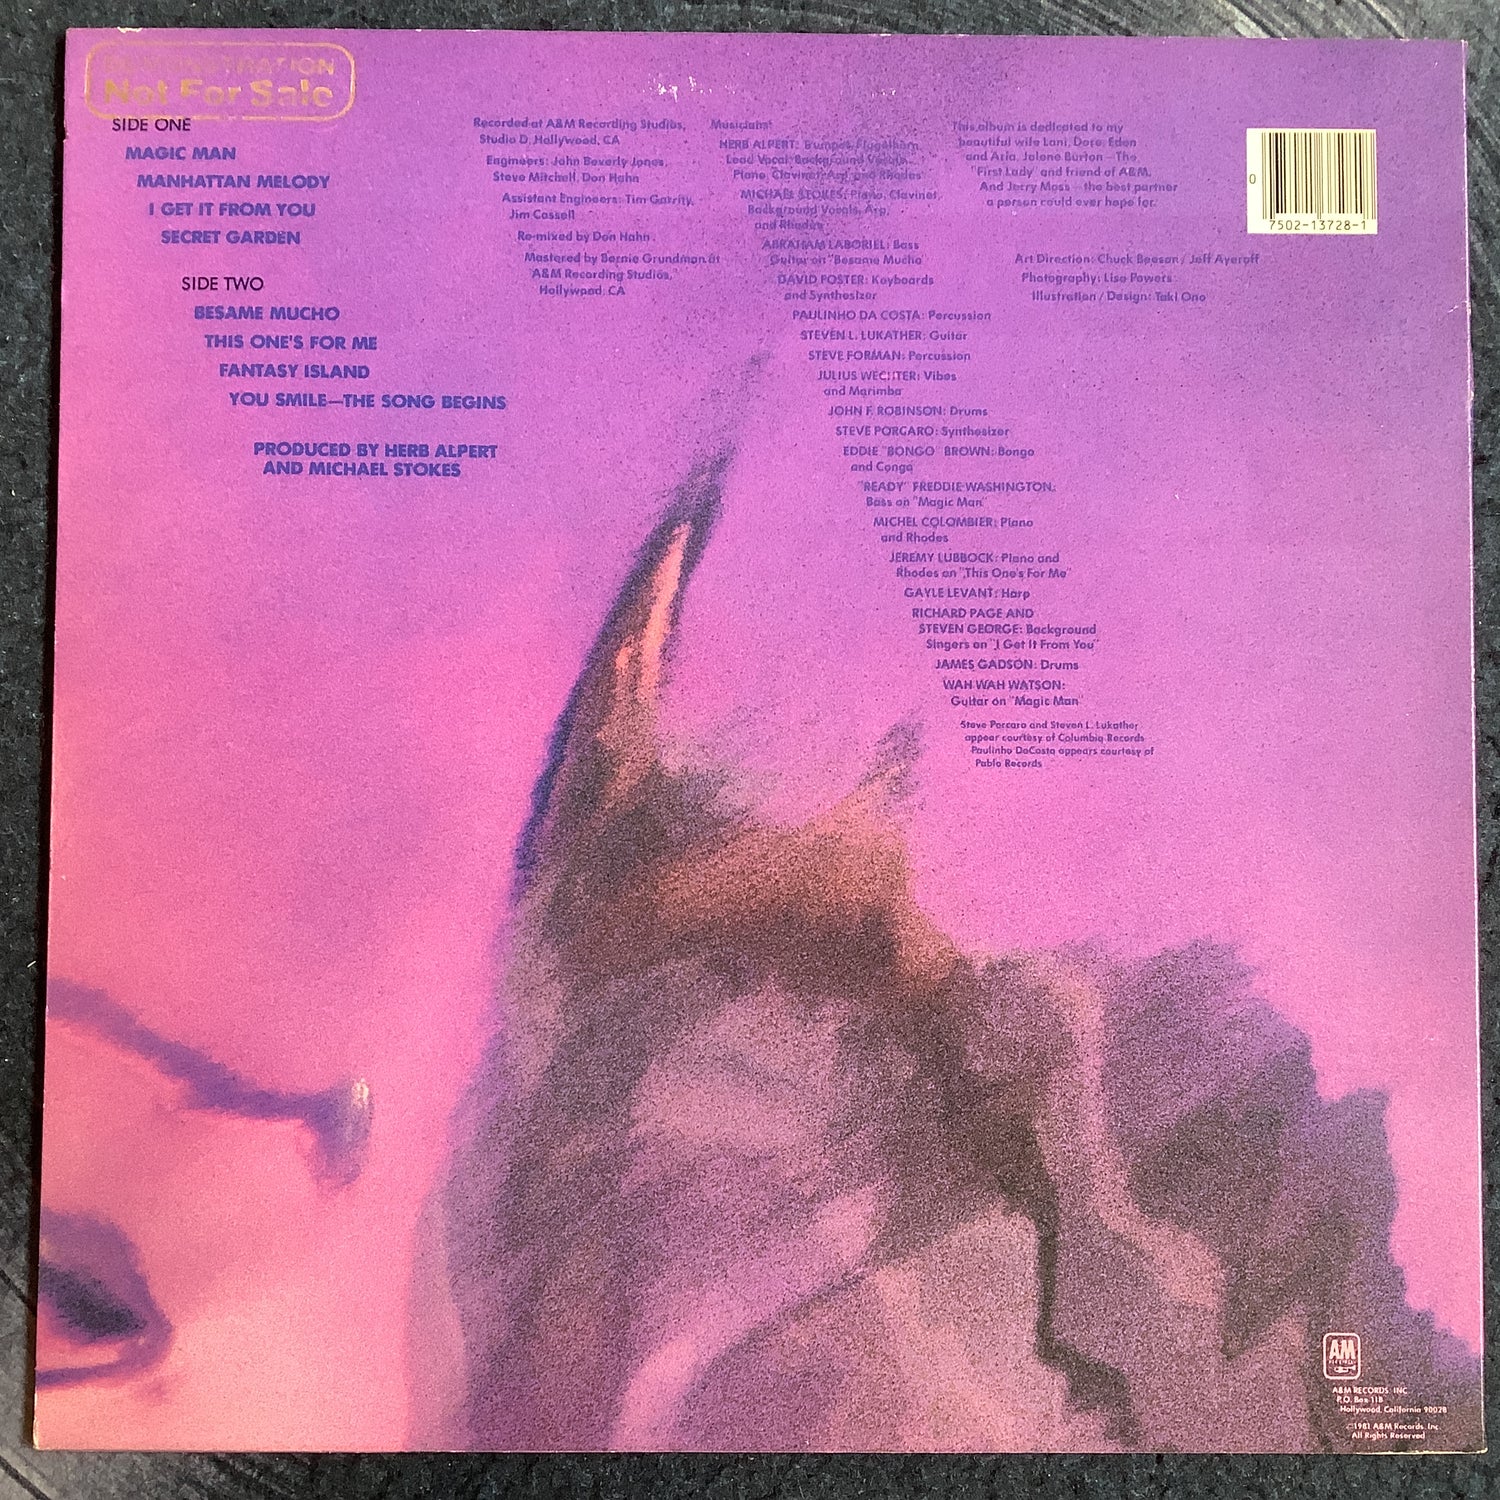 DEMONSTRATION
Not For Sale
SIDE ONE
MAGIC MAN
MANHATTAN MELODY
I GET IT FROM YOU
SECRET GARDEN
SIDE TWO
BESAME MUCHO
THIS ONE'S FOR ME
FANTASY ISLAND
YOU SMILE—THE SONG BEGINS
PRODUCED BY HERB ALPERT
AND MICHAEL STOKES
Recorded at A&M Recording Studios,
Studio D, Hollywood, CA
Engineers: John Beverly Jones,
Steve Mitchell, Don Hahn
Assistant Engineers: Tim Garrity,
Jim Cassell
Re-mixed by Don Hahn
Mastered by Bernie Grundman at
A&M Recording Studios,
Hollywood, CA
Musicians:
HERB ALPERT: Trumpet, Flugelhorn,
Lead Vocal, Background Vocals,
Piano, Clavinet, Arp, and Rhodes
MICHAEL STOKES: Piano, Clavinet,
Background Vocals, Arp,
and Rhodes
ABRAHAM LABORIEL: Bass
Guitar on "Besame Mucho"
DAVID FOSTER: Keyboards
and Synthesizer
PAULINHO DA COSTA: Percussion
STEVEN L. LUKATHER: Guitar
STEVE FORMAN: Percussion
JULIUS WECHTER: Vibes
and Marimba
JOHN F. ROBINSON: Drums
STEVE PORCARO: Synthesizer
EDDIE "BONGO" BROWN: Bongo
and Conga
"READY" FREDDIE WASHINGTON:
Bass on "Magic Man"
MICHEL COLOMBIER: Piano
and Rhodes
JEREMY LUBBOCK: Piano and
Rhodes on "This One's For Me"
GAYLE LEVANT: Harp
RICHARD PAGE AND
STEVEN GEORGE: Background
Singers on "I Get It From You"
JAMES GADSON: Drums
WAH WAH WATSON:
Guitar on "Magic Man"
Steve Porcaro and Steven L. Lukather
appear courtesy of Columbia Records
Paulinho DaCosta appears courtesy of
Pablo Records
This album is dedicated to my
beautiful wife Lani, Dore, Eden
and Aria, Jolene Burton – The
"First Lady" and friend of A&M.
And Jerry Moss – the best partner
a person could ever hope for.
Art Direction: Chuck Beeson / Jeff Ayeroff
Photography: Lisa Powers
Illustration / Design: Taki Ono
0
7502-13728-1
AM
RECORDS
A&M RECORDS, INC.
P.O. Box 118
Hollywood, California 90028
©1981 A&M Records, Inc.
All Rights Reserved